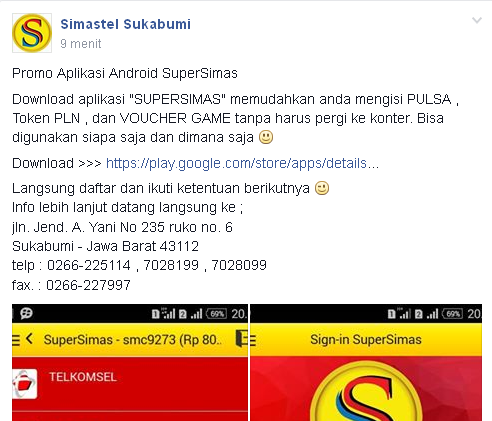 Simastel Sukabumi
9 menit
Promo Aplikasi Android SuperSimas
Download aplikasi "SUPERSIMAS" memudahkan anda mengisi PULSA ,
Token PLN , dan VOUCHER GAME tanpa harus pergi ke konter. Bisa
digunakan siapa saja dan dimana saja
Download >>> https://play.google.com/store/apps/details...
Langsung daftar dan ikuti ketentuan berikutnya
Info lebih lanjut datang langsung ke ;
jln. Jend. A. Yani No 235 ruko no. 6
Sukabumi - Jawa Barat 43112
telp : 0266-225114 , 7028199 , 7028099
fax. : 0266-227997
1 2 69% 20.
SuperSimas - smc9273 (Rp 80..
TELKOMSEL
1 2 69% 20.
Sign-in SuperSimas